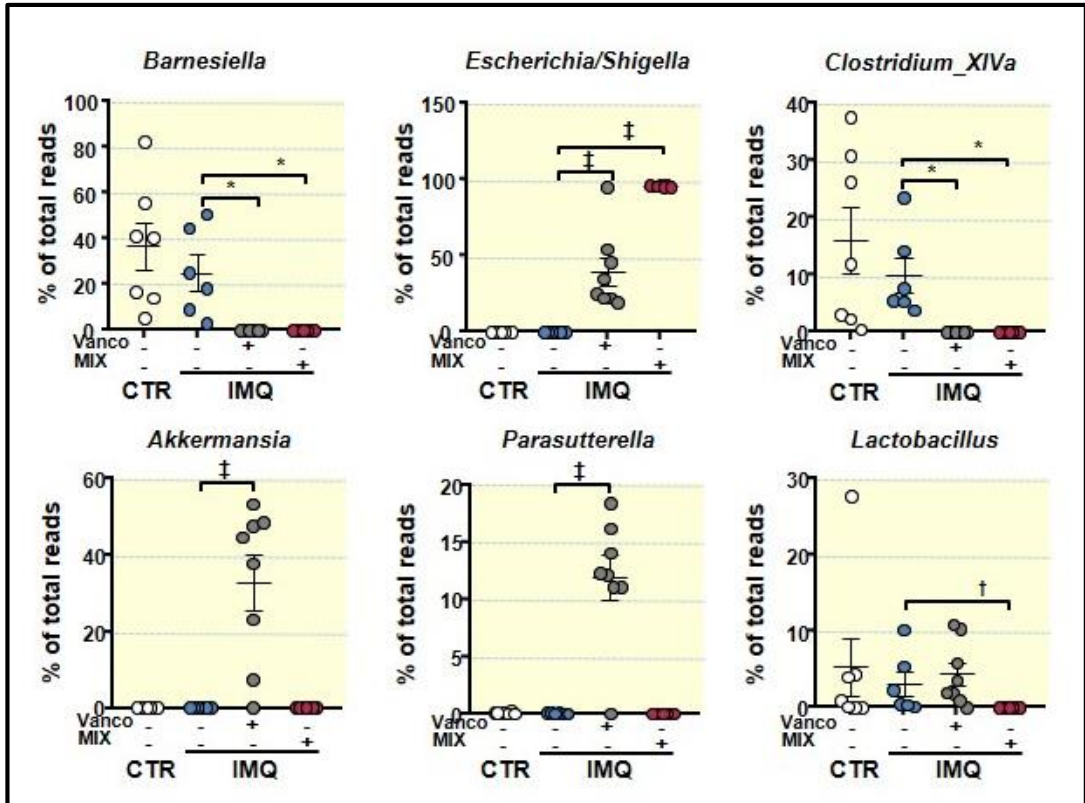 Barnesiella
% of total reads
100
80
60
40
20
0
*
*
Vanco - - + -
MIX - - - +
CTR IMQ
Escherichia/Shigella
% of total reads
150
100
50
0
‡
‡
Vanco - - + -
MIX - - - +
CTR IMQ
Clostridium_XIVa
% of total reads
40
30
20
10
0
*
*
Vanco - - + -
MIX - - - +
CTR IMQ
Akkermansia
% of total reads
60
40
20
0
‡
Vanco - - + -
MIX - - - +
CTR IMQ
Parasutterella
% of total reads
20
15
10
5
0
‡
Vanco - - + -
MIX - - - +
CTR IMQ
Lactobacillus
% of total reads
30
20
10
0
†
Vanco - - + -
MIX - - - +
CTR IMQ